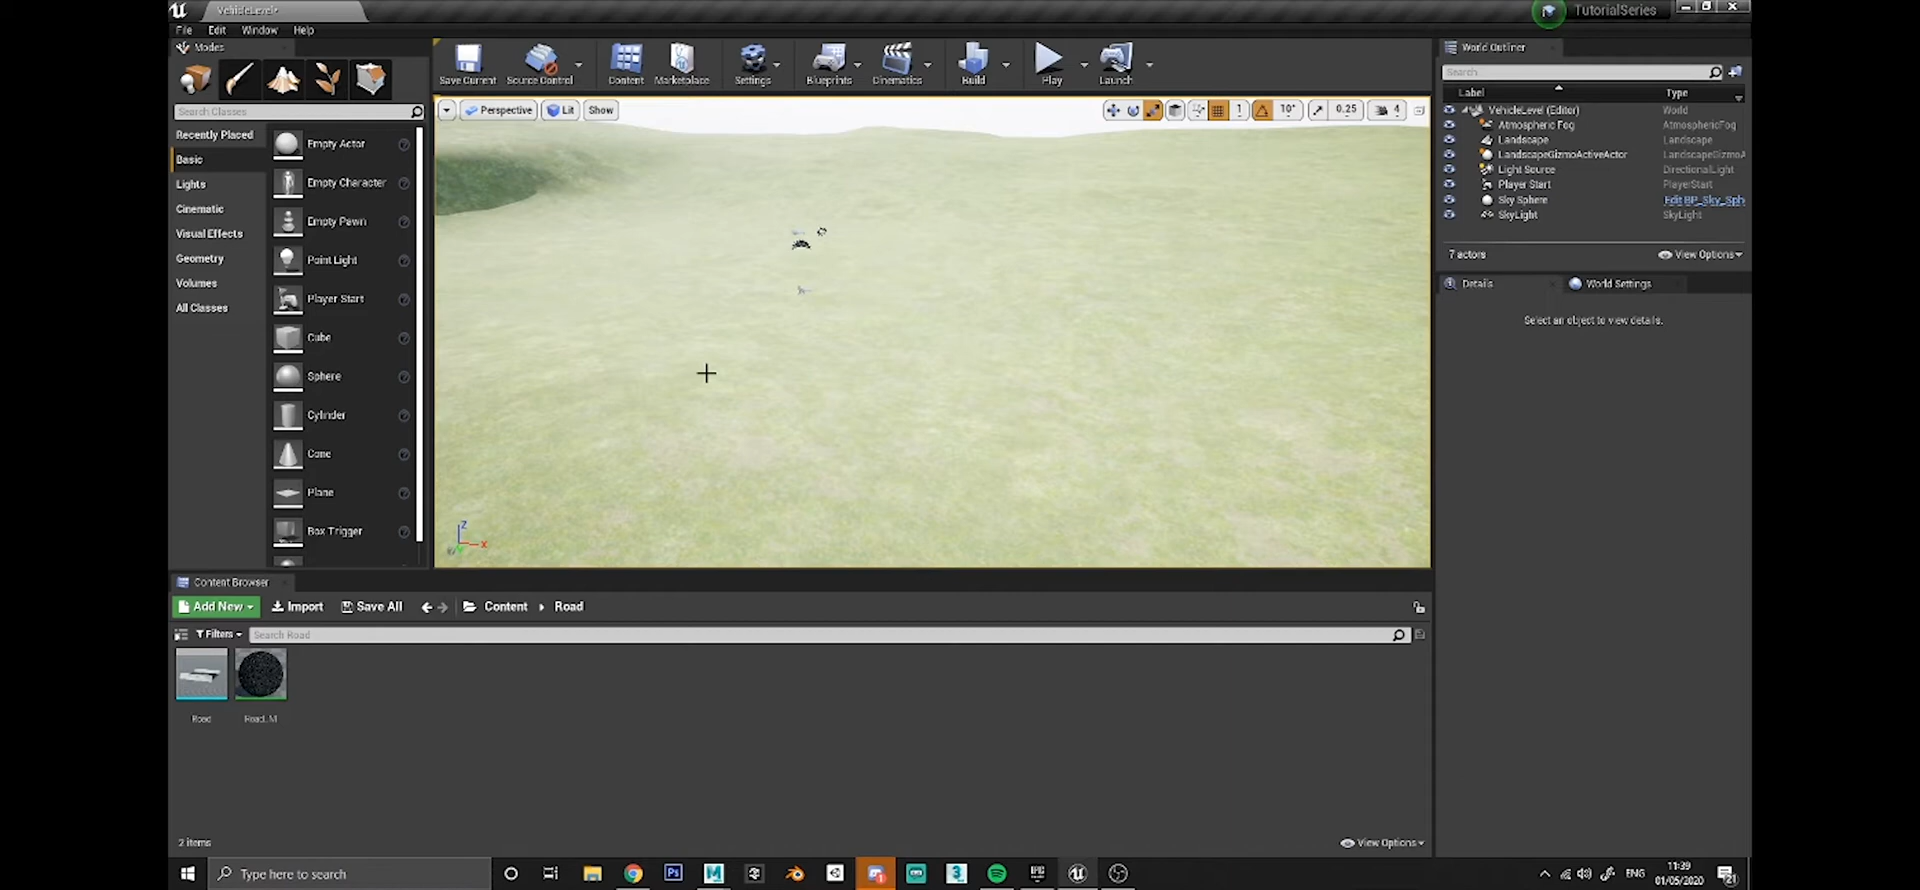 VehicleLevel*
TutorialSeries
File Edit Window Help
Modes
Search Classes
Recently Placed
Basic
Lights
Cinematic
Visual Effects
Geometry
Volumes
All Classes
Empty Actor
Empty Character
Empty Pawn
Point Light
Player Start
Cube
Sphere
Cylinder
Cone
Plane
Box Trigger
Save Current
Source Control
Content
Marketplace
Settings
Blueprints
Cinematics
Build
Play
Launch
Perspective
Lit
Show
1
10°
0.25
4
Z
X
World Outliner
Search
Label Type
VehicleLevel (Editor) World
Atmospheric Fog AtmosphericFog
Landscape Landscape
LandscapeGizmoActiveActor LandscapeGizmoA
Light Source DirectionalLight
Player Start PlayerStart
Sky Sphere Edit BP_Sky_Sph
SkyLight SkyLight
7 actors View Options
Details
World Settings
Select an object to view details.
Content Browser
Add New Import Save All Content Road
Filters Search Road
Road Road_M
2 items
View Options
Type here to search
ENG
11:39
01/05/2020
21